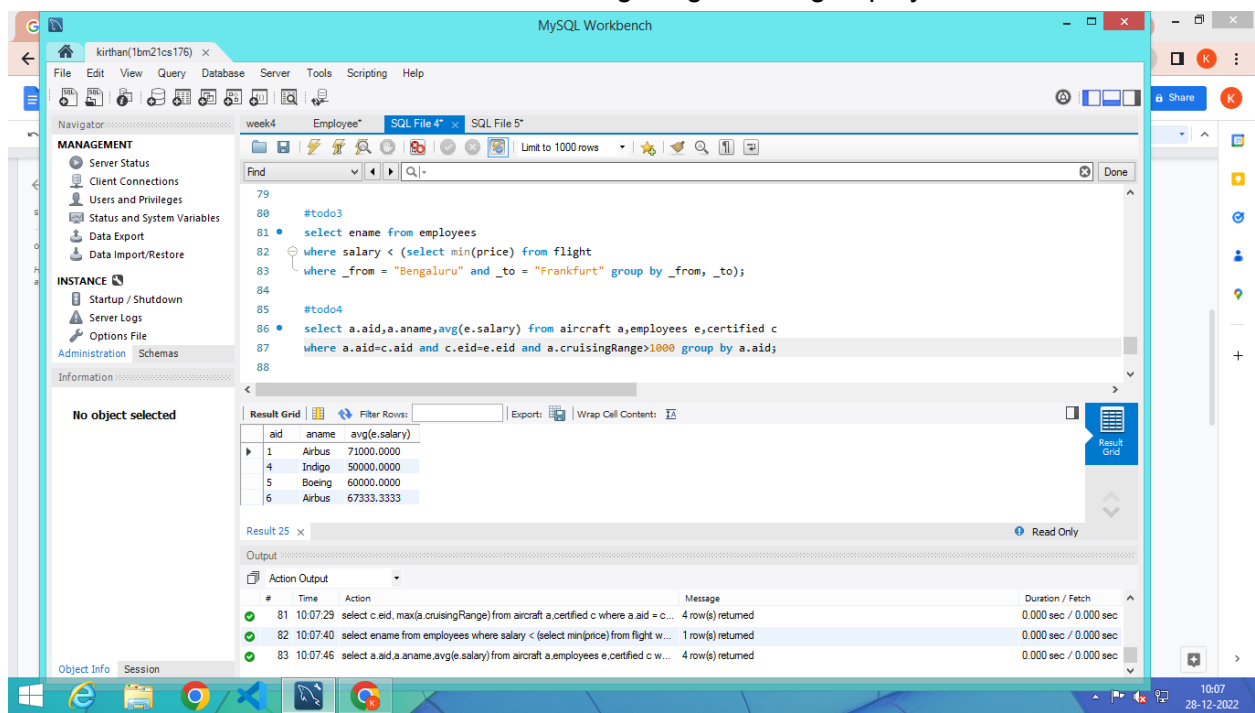 MySQL Workbench
kirthan(1bm21cs176) ×
File Edit View Query Database Server Tools Scripting Help
Share
K
K
Navigator
week4 Employee* SQL File 4* × SQL File 5*
MANAGEMENT
Server Status
Client Connections
Users and Privileges
Status and System Variables
Data Export
Data Import/Restore
INSTANCE
Startup / Shutdown
Server Logs
Options File
Administration Schemas
Information
No object selected
Limit to 1000 rows
Find Done
79
80 #todo3
81 select ename from employees
82 where salary < (select min(price) from flight
83 where _from = "Bengaluru" and _to = "Frankfurt" group by _from, _to);
84
85 #todo4
86 select a.aid,a.aname,avg(e.salary) from aircraft a,employees e,certified c
87 where a.aid=c.aid and c.eid=e.eid and a.cruisingRange>1000 group by a.aid;
88
Result Grid Filter Rows: Export: Wrap Cell Content:
aid aname avg(e.salary)
1 Airbus 71000.0000
4 Indigo 50000.0000
5 Boeing 60000.0000
6 Airbus 67333.3333
Result Grid
Result 25 × Read Only
Output
Action Output
# Time Action Message Duration / Fetch
81 10:07:29 select c.eid, max(a.cruisingRange) from aircraft a,certified c where a.aid = c... 4 row(s) returned 0.000 sec / 0.000 sec
82 10:07:40 select ename from employees where salary < (select min(price) from flight w... 1 row(s) returned 0.000 sec / 0.000 sec
83 10:07:46 select a.aid,a.aname,avg(e.salary) from aircraft a,employees e,certified c w... 4 row(s) returned 0.000 sec / 0.000 sec
Object Info Session
10:07
28-12-2022